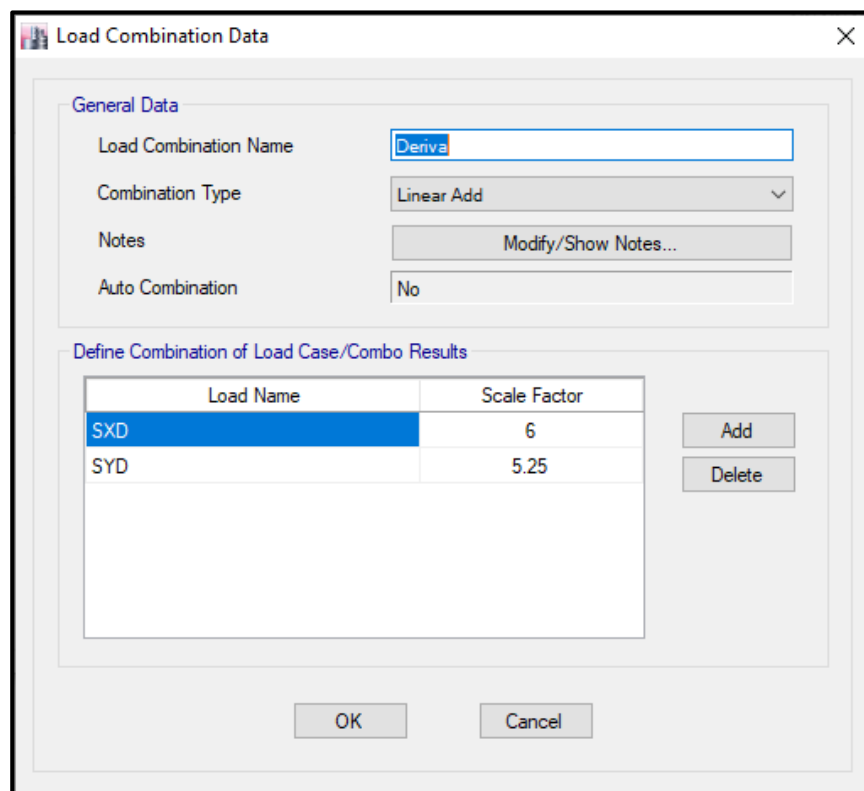 Load Combination Data
General Data
Load Combination Name Deriva
Combination Type Linear Add
Notes Modify/Show Notes...
Auto Combination No
Define Combination of Load Case/Combo Results
Load Name Scale Factor
SXD 6 Add
SYD 5.25 Delete
OK Cancel